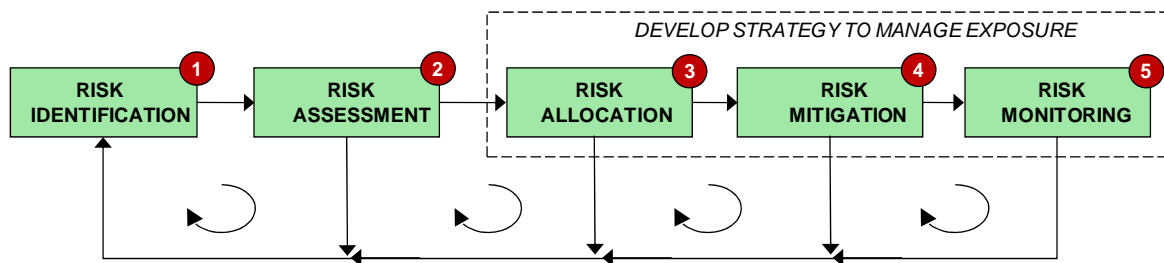 DEVELOP STRATEGY TO MANAGE EXPOSURE
1
RISK
IDENTIFICATION
2
RISK
ASSESSMENT
3
RISK
ALLOCATION
4
RISK
MITIGATION
5
RISK
MONITORING